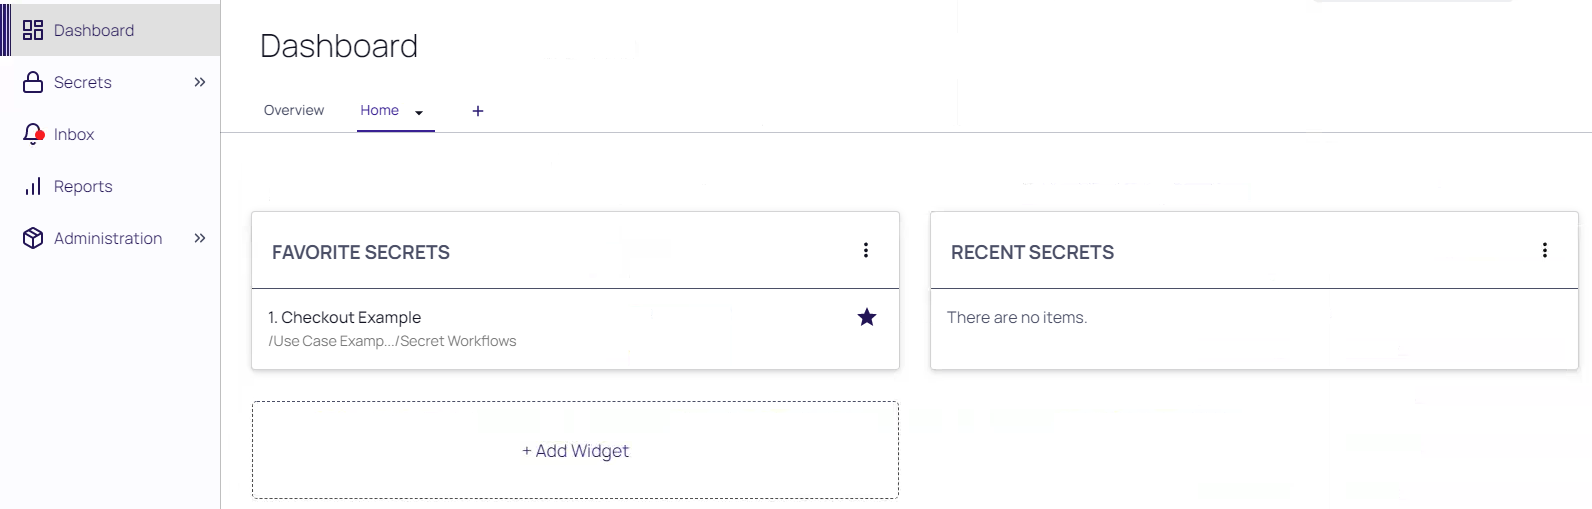 Dashboard
Secrets
Inbox
Reports
Administration
Dashboard
Overview
Home
+
FAVORITE SECRETS
1. Checkout Example
/Use Case Examp.../Secret Workflows
RECENT SECRETS
There are no items.
+ Add Widget